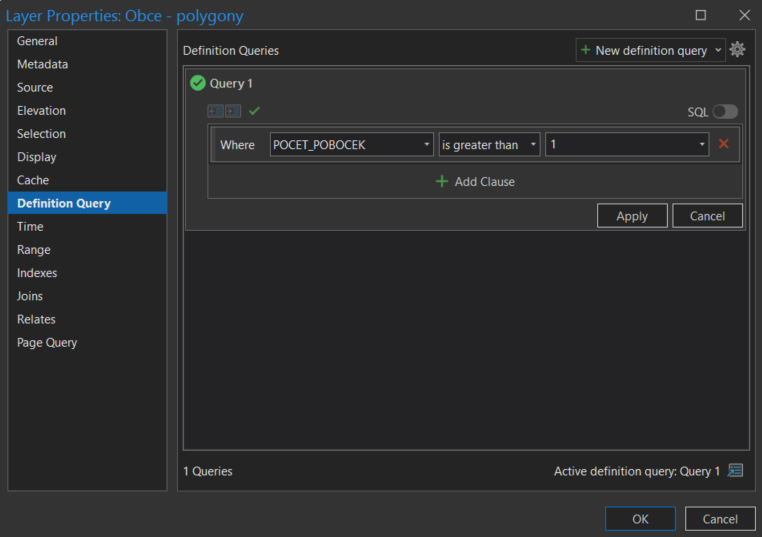 Layer Properties: Obce - polygony
General
Metadata
Source
Elevation
Selection
Display
Cache
Definition Query
Time
Range
Indexes
Joins
Relates
Page Query
Definition Queries
New definition query
Query 1
SQL
Where POCET_POBOCEK is greater than 1
Add Clause
Apply Cancel
1 Queries
Active definition query: Query 1
OK Cancel